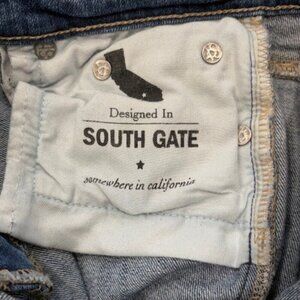 Designed In
SOUTH GATE
somewhere in california